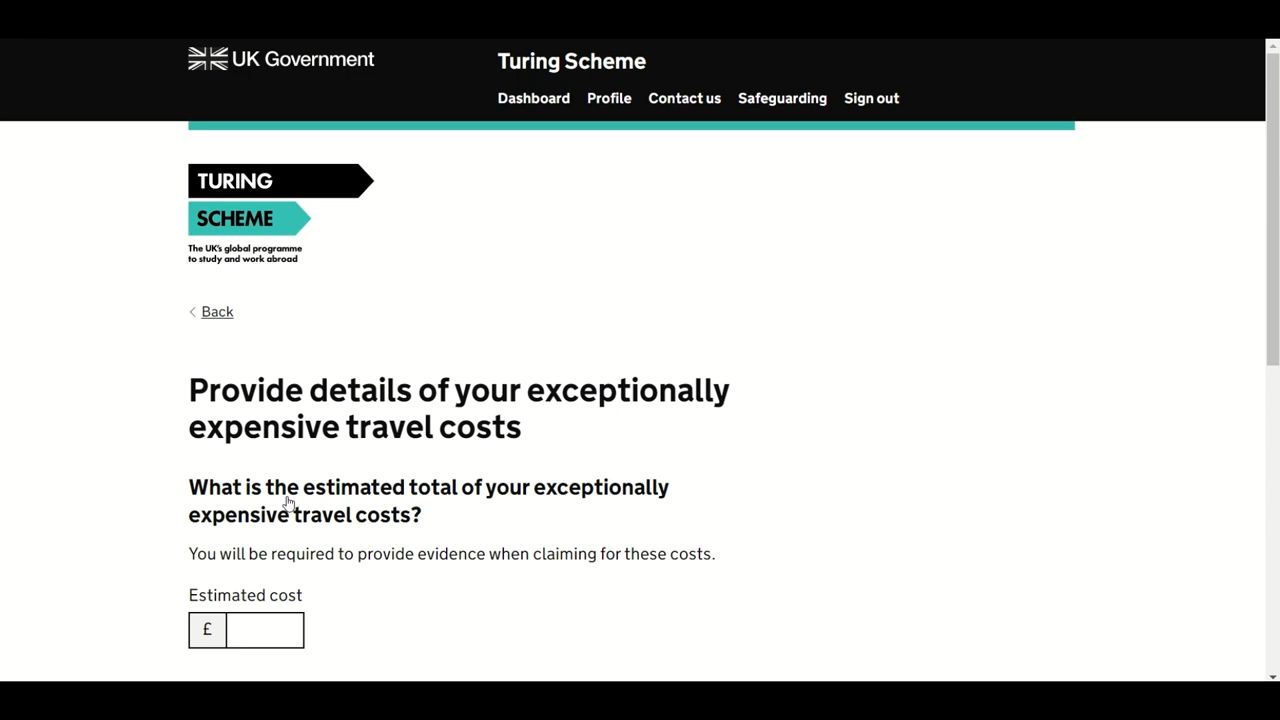 UK Government
Turing Scheme
Dashboard Profile Contact us Safeguarding Sign out
TURING
SCHEME
The UK's global programme
to study and work abroad
Back
Provide details of your exceptionally
expensive travel costs
What is the estimated total of your exceptionally
expensive travel costs?
You will be required to provide evidence when claiming for these costs.
Estimated cost
£